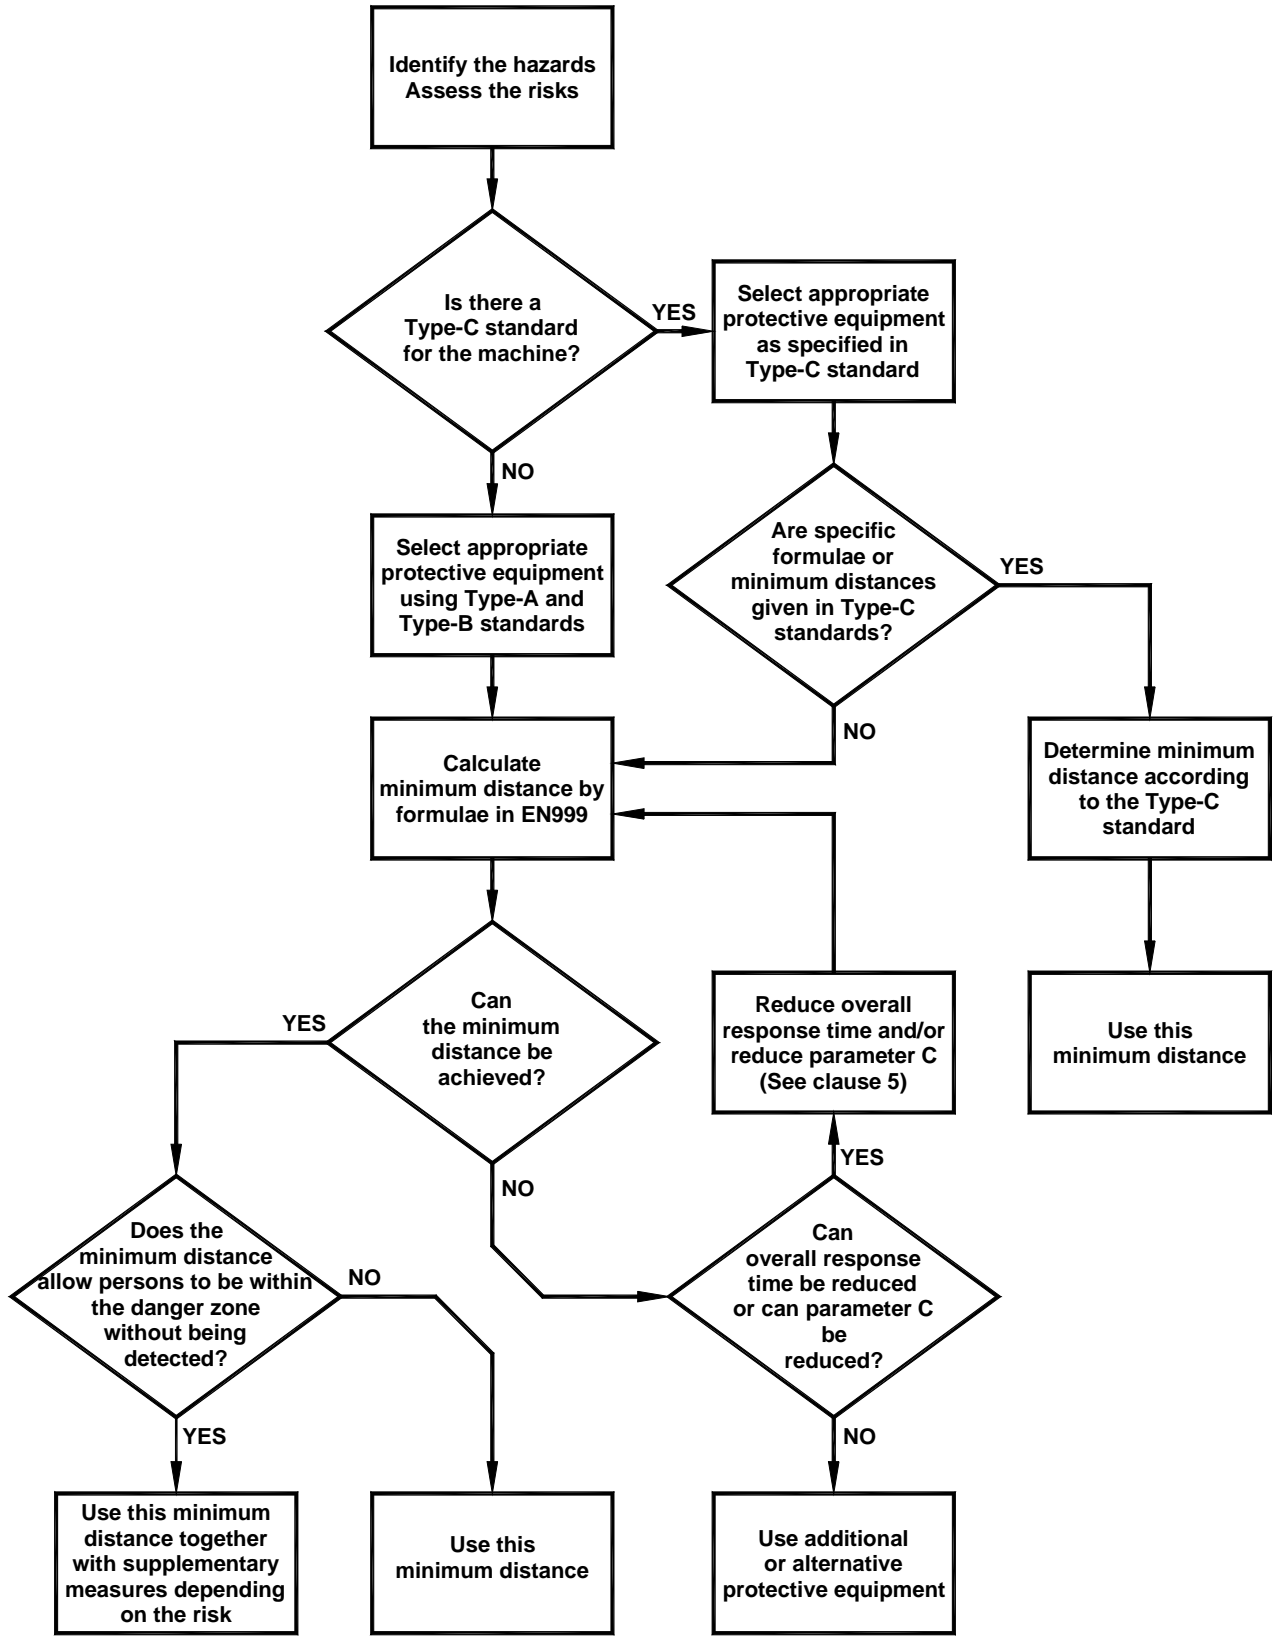 Identify the hazards
Assess the risks
Is there a
Type-C standard
for the machine?
YES
Select appropriate
protective equipment
as specified in
Type-C standard
NO
Select appropriate
protective equipment
using Type-A and
Type-B standards
Are specific
formulae or
minimum distances
given in Type-C
standards?
YES
NO
Calculate
minimum distance by
formulae in EN999
Determine minimum
distance according
to the Type-C
standard
Can
the minimum
distance be
achieved?
YES
NO
Reduce overall
response time and/or
reduce parameter C
(See clause 5)
Use this
minimum distance
YES
Does the
minimum distance
allow persons to be within
the danger zone
without being
detected?
NO
Can
overall response
time be reduced
or can parameter C
be
reduced?
YES
NO
Use this minimum
distance together
with supplementary
measures depending
on the risk
Use this
minimum distance
Use additional
or alternative
protective equipment